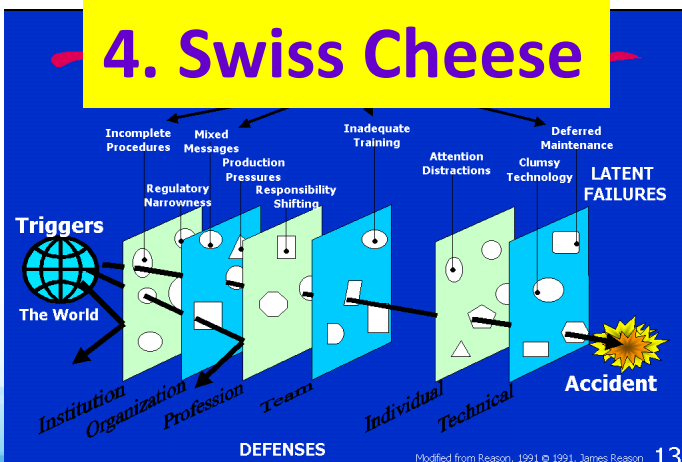 4. Swiss Cheese
Incomplete
Procedures
Mixed
Messages
Inadequate
Training
Deferred
Maintenance
Production
Pressures
Attention
Distractions
Clumsy
Technology
LATENT
FAILURES
Regulatory
Narrowness
Responsibility
Shifting
Triggers
The World
Accident
Institution
Organization
Profession
Team
Individual
Technical
DEFENSES
Modified from Reason, 1991 © 1991, James Reason
13